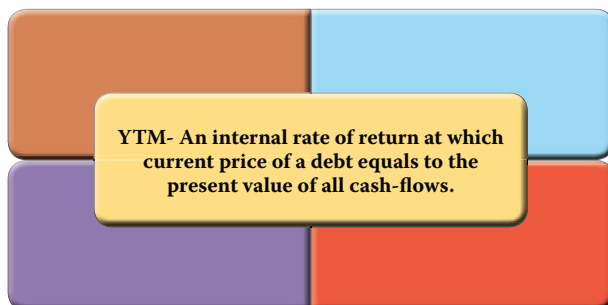 YTM- An internal rate of return at which
current price of a debt equals to the
present value of all cash-flows.